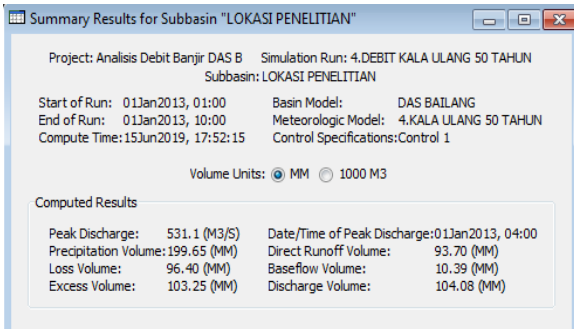 Summary Results for Subbasin "LOKASI PENELITIAN"
Project: Analisis Debit Banjir DAS B Simulation Run: 4.DEBIT KALA ULANG 50 TAHUN
Subbasin: LOKASI PENELITIAN
Start of Run: 01Jan2013, 01:00 Basin Model: DAS BAILANG
End of Run: 01Jan2013, 10:00 Meteorologic Model: 4.KALA ULANG 50 TAHUN
Compute Time:15Jun2019, 17:52:15 Control Specifications:Control 1
Volume Units: MM 1000 M3
Computed Results
Peak Discharge: 531.1 (M3/S) Date/Time of Peak Discharge:01Jan2013, 04:00
Precipitation Volume:199.65 (MM) Direct Runoff Volume: 93.70 (MM)
Loss Volume: 96.40 (MM) Baseflow Volume: 10.39 (MM)
Excess Volume: 103.25 (MM) Discharge Volume: 104.08 (MM)